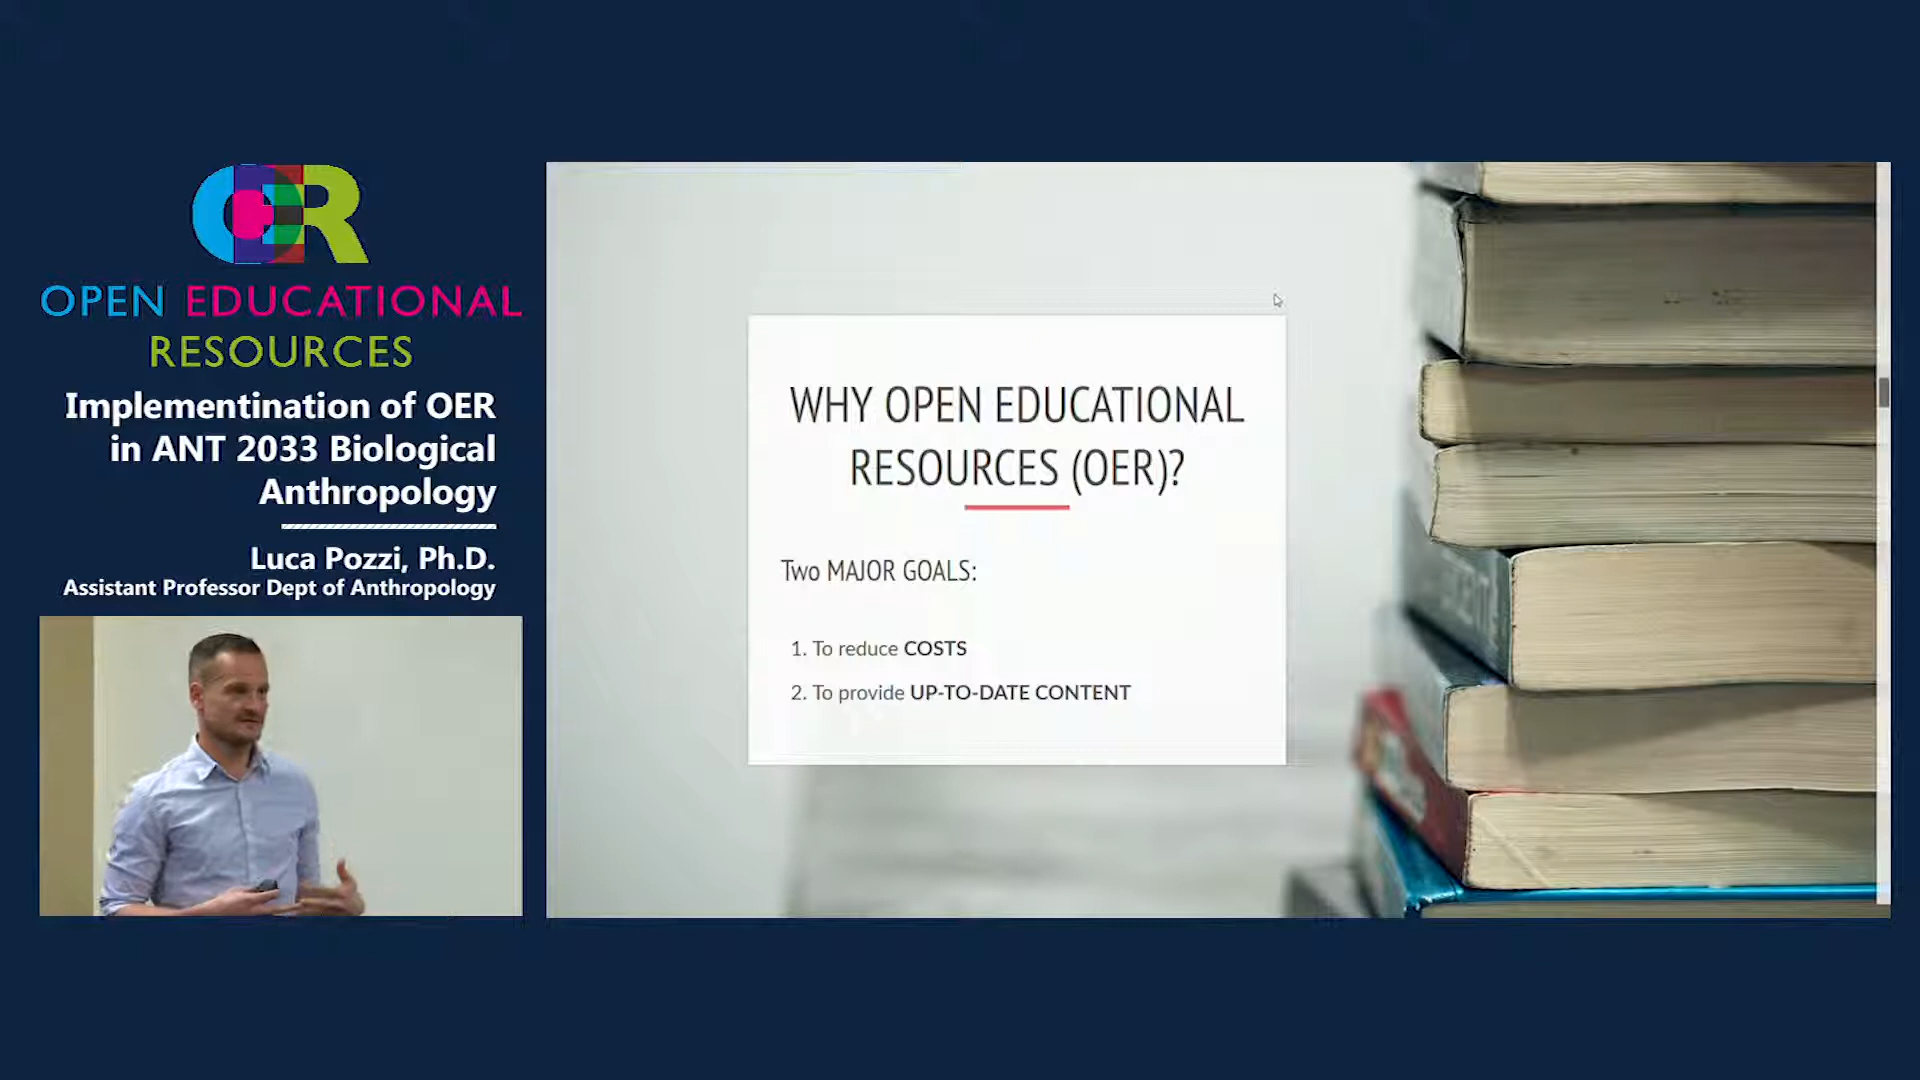 OER
OPEN EDUCATIONAL
RESOURCES
Implementination of OER
in ANT 2033 Biological
Anthropology
Luca Pozzi, Ph.D.
Assistant Professor Dept of Anthropology
WHY OPEN EDUCATIONAL
RESOURCES (OER)?
Two MAJOR GOALS:
1. To reduce COSTS
2. To provide UP-TO-DATE CONTENT